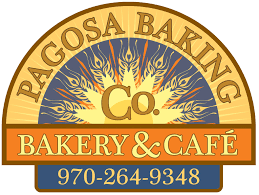 PAGOSA BAKING
Co.
BAKERY & CAFÉ
970-264-9348